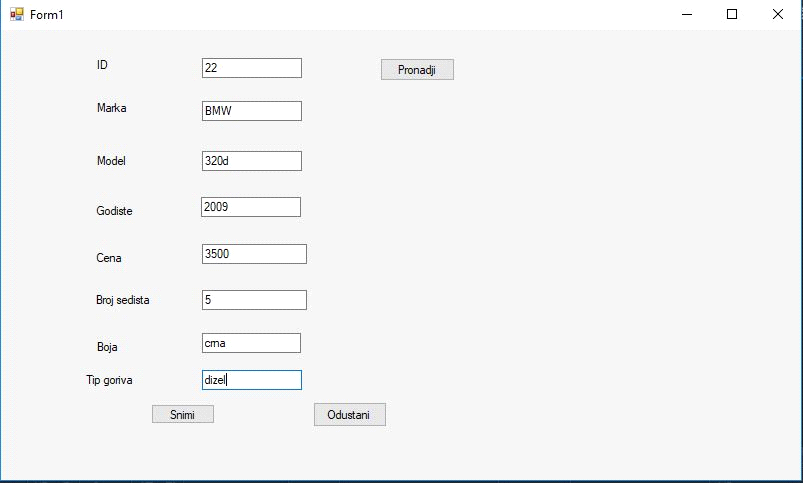 Form1
ID 22 Pronadji
Marka BMW
Model 320d
Godiste 2009
Cena 3500
Broj sedista 5
Boja crna
Tip goriva dizel
Snimi Odustani